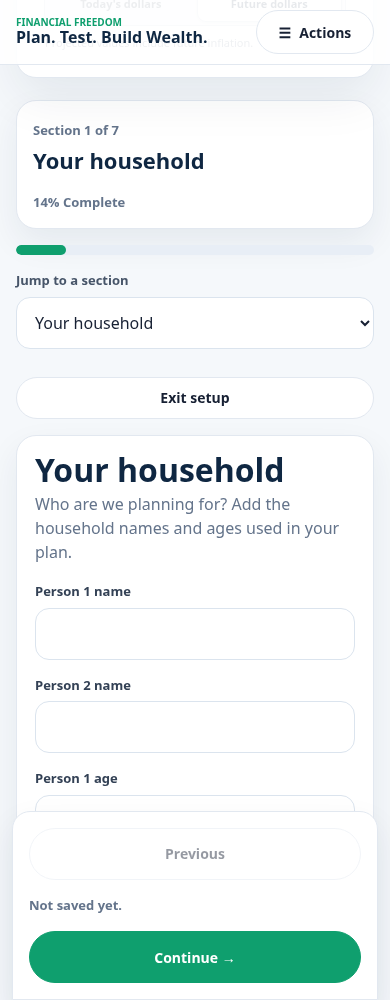 Today's dollars
Future dollars
FINANCIAL FREEDOM
Plan. Test. Build Wealth.
☰ Actions
inflation.
Section 1 of 7
Your household
14% Complete
Jump to a section
Your household
Exit setup
Your household
Who are we planning for? Add the
household names and ages used in your
plan.
Person 1 name
Person 2 name
Person 1 age
Previous
Not saved yet.
Continue →